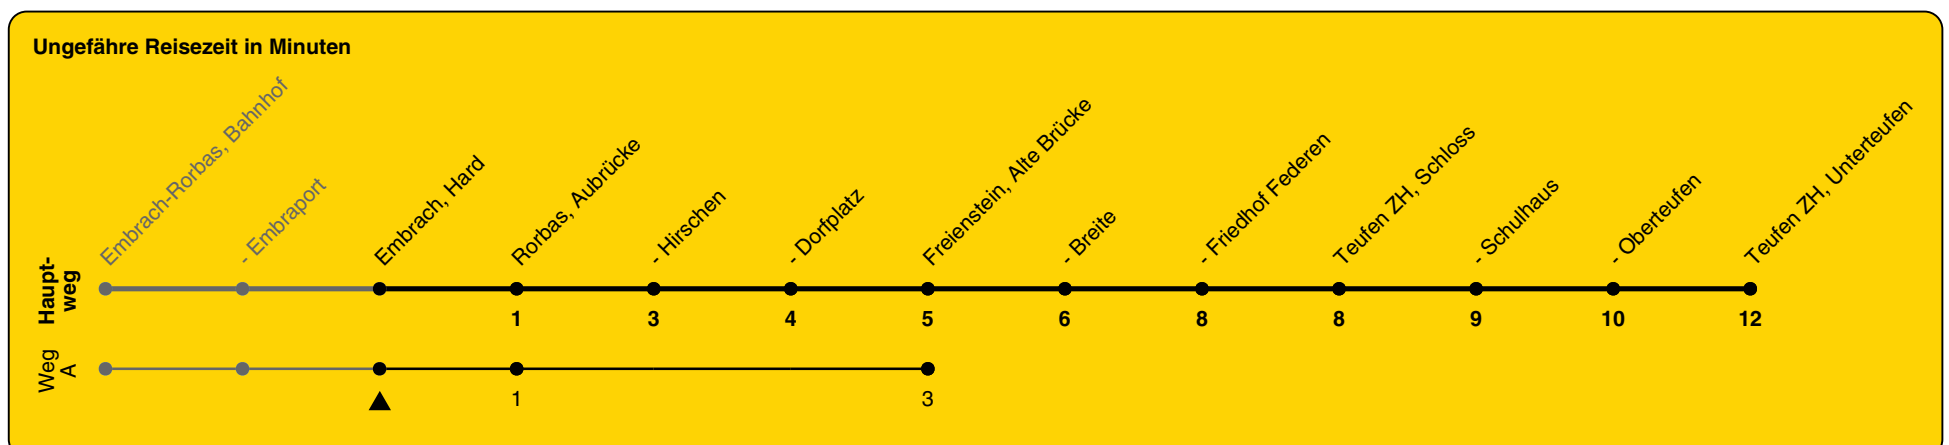 Ungefähre Reisezeit in Minuten
Embrach-Rorbas, Bahnhof
- Embraport
Embrach, Hard
Rorbas, Aubrücke
- Hirschen
- Dorfplatz
Freienstein, Alte Brücke
- Breite
- Friedhof Federen
Teufen ZH, Schloss
- Schulhaus
- Oberteufen
Teufen ZH, Unterteufen
Haupt-
weg
1 3 4 5 6 8 8 9 10 12
Weg
A
1 3